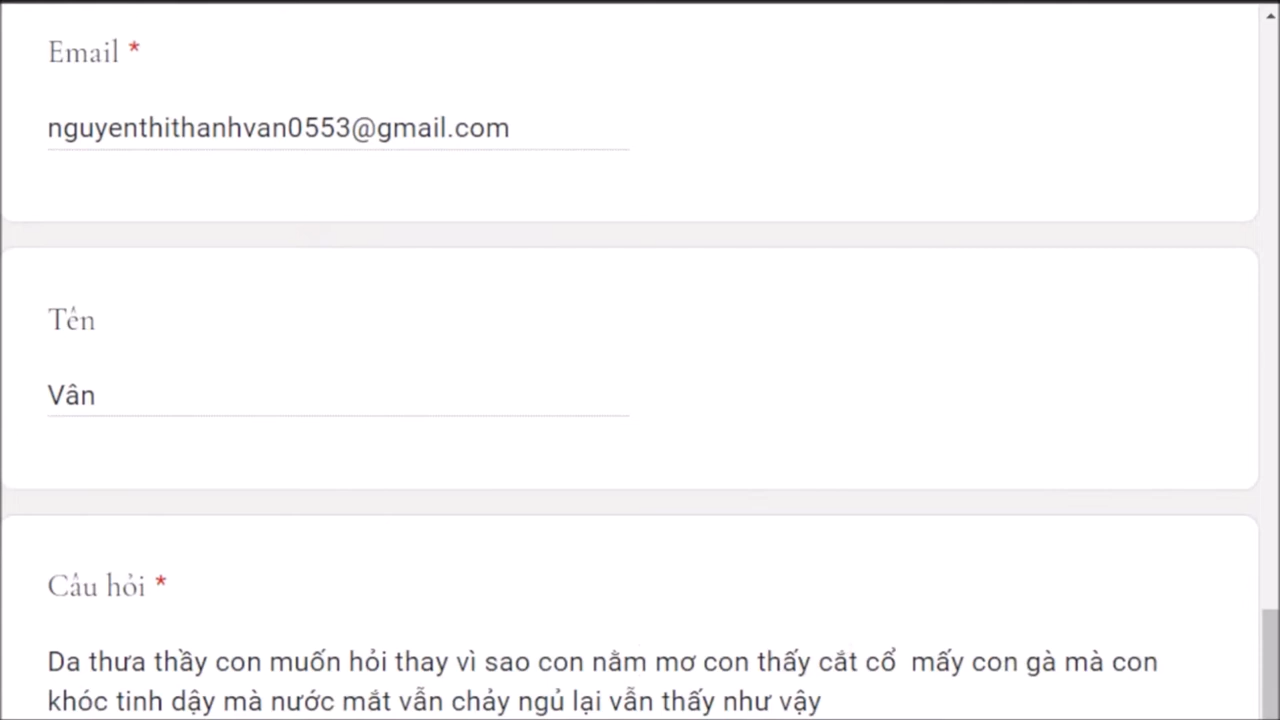 Email *
nguyenthithanhvan0553@gmail.com
Tên
Vân
Câu hỏi *
Da thưa thầy con muốn hỏi thay vì sao con nằm mơ con thấy cắt cổ  mấy con gà mà con
khóc tinh dậy mà nước mắt vẫn chảy ngủ lại vẫn thấy như vậy